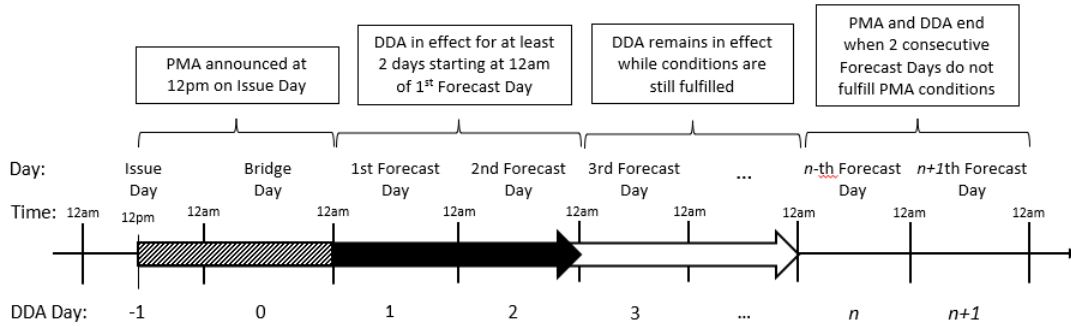 PMA announced at
12pm on Issue Day
DDA in effect for at least
2 days starting at 12am
of 1st Forecast Day
DDA remains in effect
while conditions are
still fulfilled
PMA and DDA end
when 2 consecutive
Forecast Days do not
fulfill PMA conditions
Day:
Issue
Day
Bridge
Day
1st Forecast
Day
2nd Forecast
Day
3rd Forecast
Day
...
n-th Forecast
Day
n+1th Forecast
Day
Time:
12am
12pm
12am
12am
12am
12am
12am
12am
12am
12am
DDA Day:
-1
0
1
2
3
...
n
n+1